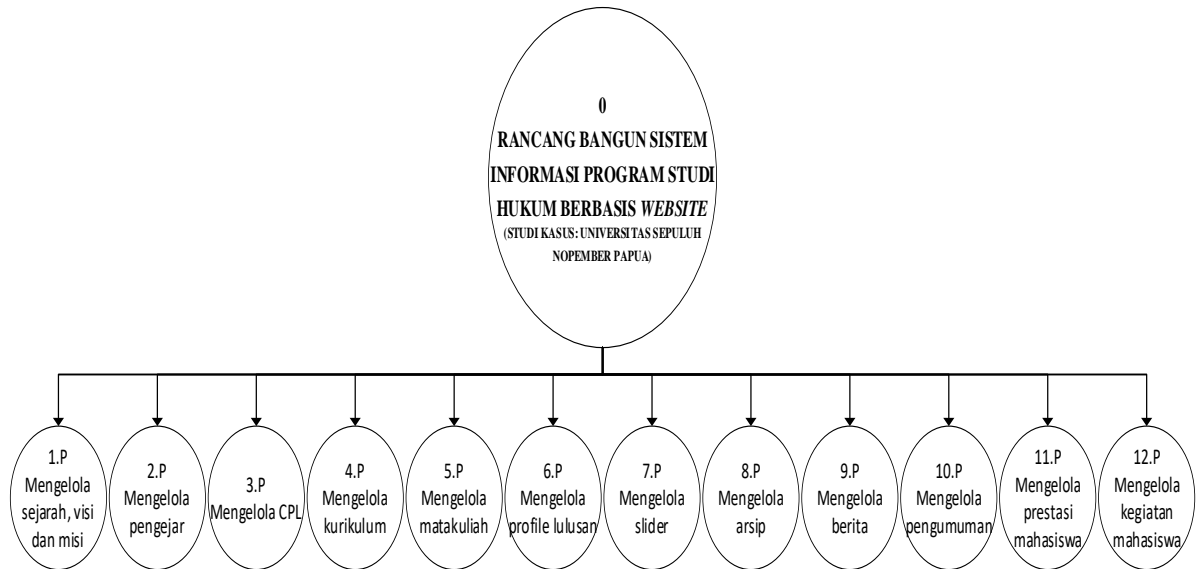 0
RANCANG BANGUN SISTEM
INFORMASI PROGRAM STUDI
HUKUM BERBASIS WEBSITE
(STUDI KASUS: UNIVERSITAS SEPULUH
NOPEMBER PAPUA)
1.P
Mengelola
sejarah, visi
dan misi
2.P
Mengelola
pengejar
3.P
Mengelola CPL
4.P
Mengelola
kurikulum
5.P
Mengelola
matakuliah
6.P
Mengelola
profile lulusan
7.P
Mengelola
slider
8.P
Mengelola
arsip
9.P
Mengelola
berita
10.P
Mengelola
pengumuman
11.P
Mengelola
prestasi
mahasiswa
12.P
Mengelola
kegiatan
mahasiswa